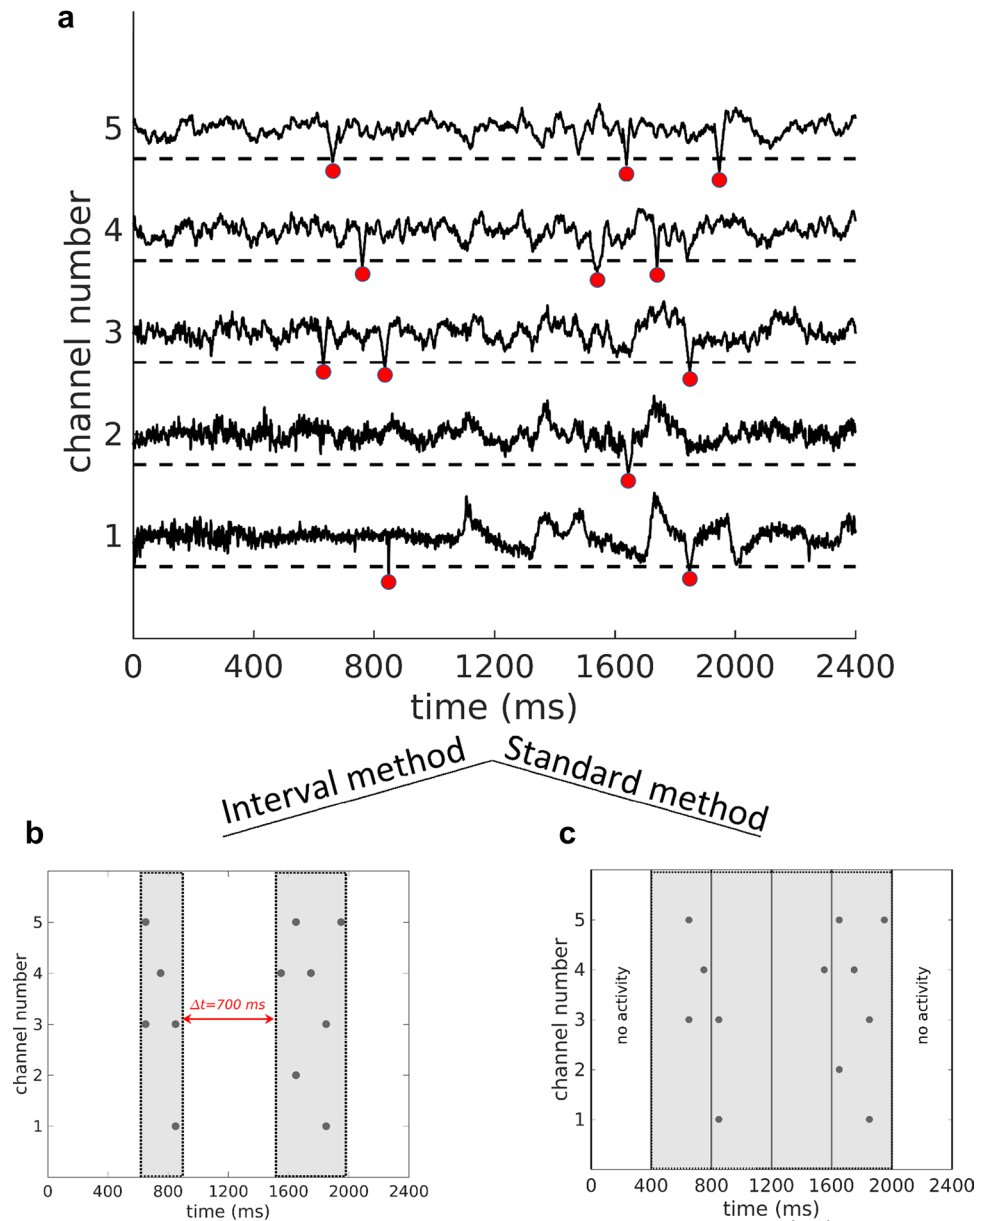 a
channel number
5
4
3
2
1
0 400 800 1200 1600 2000 2400
time (ms)
Interval method
Standard method
b
channel number
5
4
3
2
1
Δt=700 ms
0 400 800 1200 1600 2000 2400
time (ms)
c
channel number
5
4
3
2
1
no activity
no activity
0 400 800 1200 1600 2000 2400
time (ms)